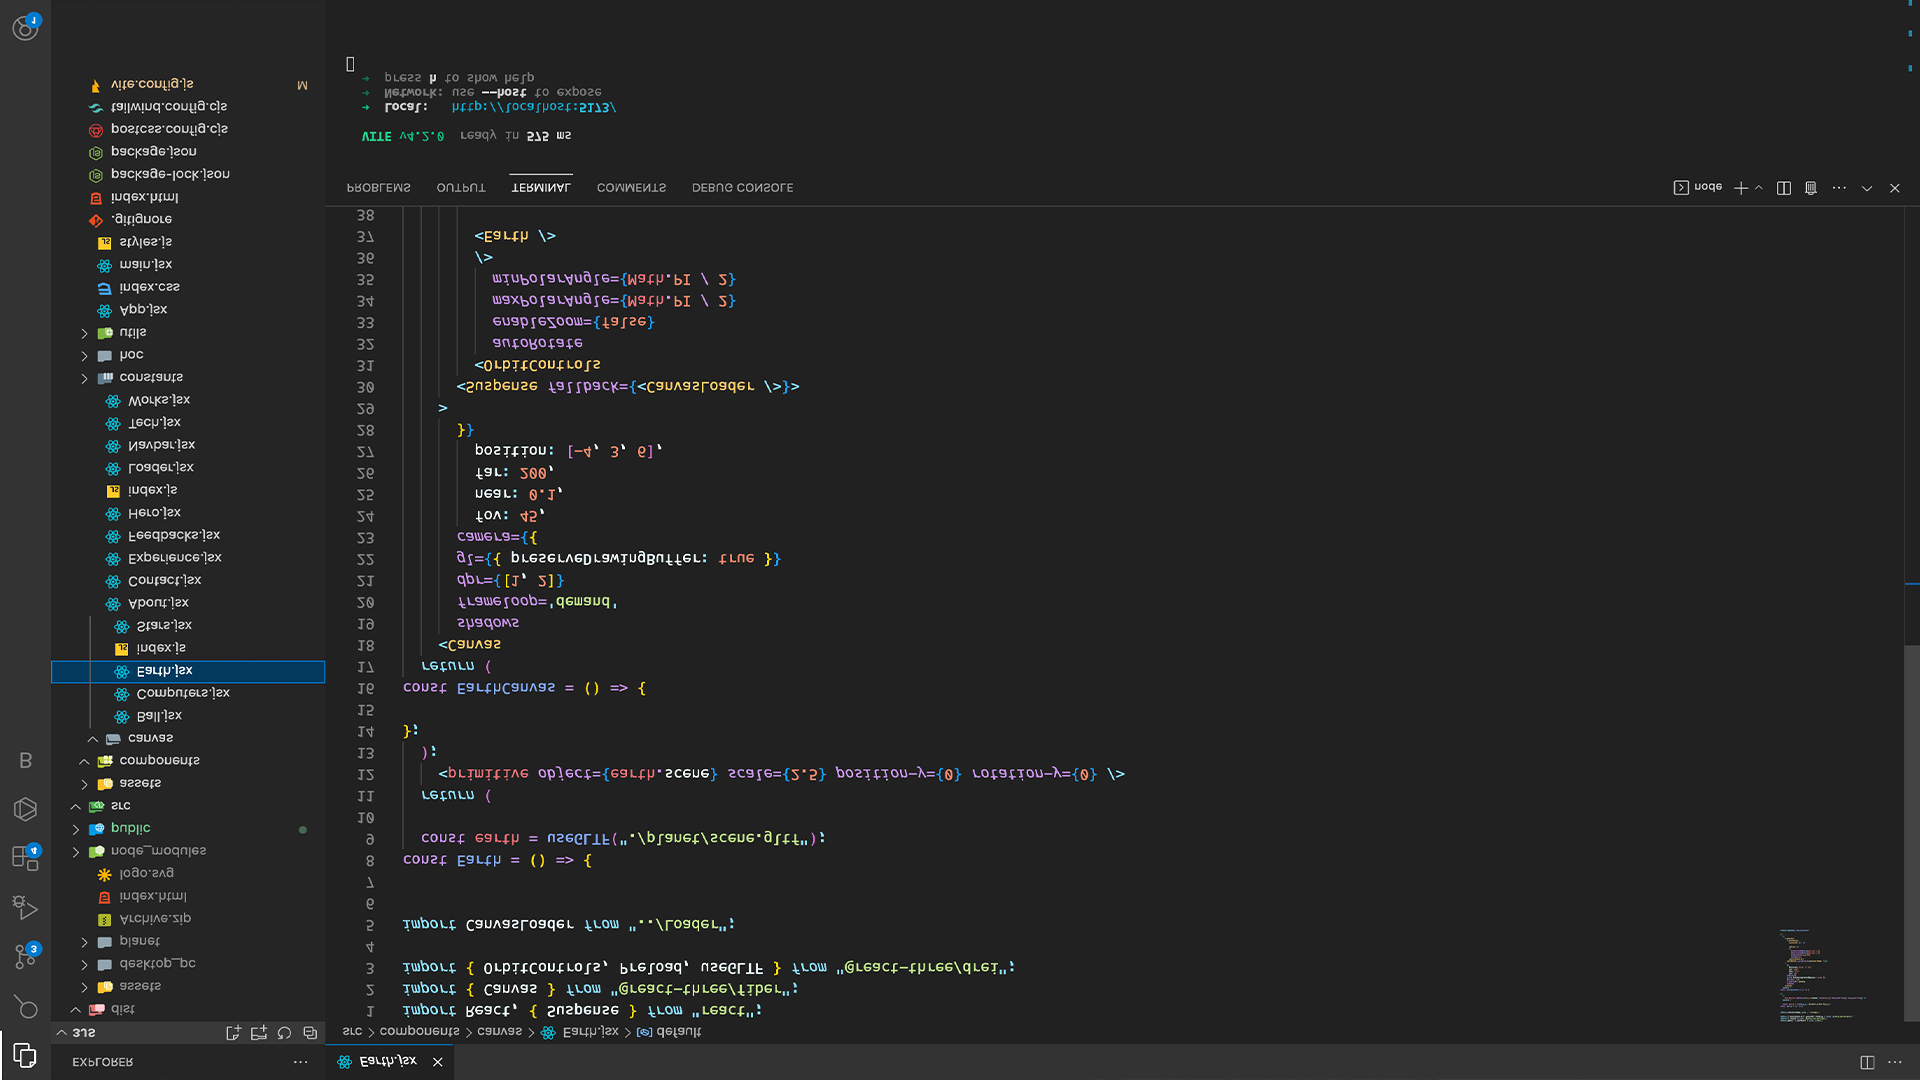 EXPLORER
3JS
dist
assets
desktop_pc
planet
Archive.zip
index.html
logo.svg
node_modules
public
src
assets
components
canvas
Ball.jsx
Computers.jsx
Earth.jsx
index.js
Stars.jsx
About.jsx
Contact.jsx
Experience.jsx
Feedbacks.jsx
Hero.jsx
index.js
Loader.jsx
Navbar.jsx
Tech.jsx
Works.jsx
constants
hoc
utils
App.jsx
index.css
main.jsx
styles.js
.gitignore
index.html
package-lock.json
package.json
postcss.config.cjs
tailwind.config.cjs
vite.config.js M
3
4
B
1
Earth.jsx
src > components > canvas > Earth.jsx > default
1 import React, { Suspense } from "react";
2 import { Canvas } from "@react-three/fiber";
3 import { OrbitControls, Preload, useGLTF } from "@react-three/drei";
4
5 import CanvasLoader from "../Loader";
6
7
8 const Earth = () => {
9 const earth = useGLTF("./planet/scene.gltf");
10
11 return (
12 <primitive object={earth.scene} scale={2.5} position-y={0} rotation-y={0} />
13 );
14 };
15
16 const EarthCanvas = () => {
17 return (
18 <Canvas
19 shadows
20 frameloop='demand'
21 dpr={[1, 2]}
22 gl={{ preserveDrawingBuffer: true }}
23 camera={{
24 fov: 45,
25 near: 0.1,
26 far: 200,
27 position: [-4, 3, 6],
28 }}
29 >
30 <Suspense fallback={<CanvasLoader />}>
31 <OrbitControls
32 autoRotate
33 enableZoom={false}
34 maxPolarAngle={Math.PI / 2}
35 minPolarAngle={Math.PI / 2}
36 />
37 <Earth />
38
PROBLEMS OUTPUT TERMINAL COMMENTS DEBUG CONSOLE
node
VITE v4.2.0 ready in 575 ms
→ Local: http://localhost:5173/
→ Network: use --host to expose
→ press h to show help